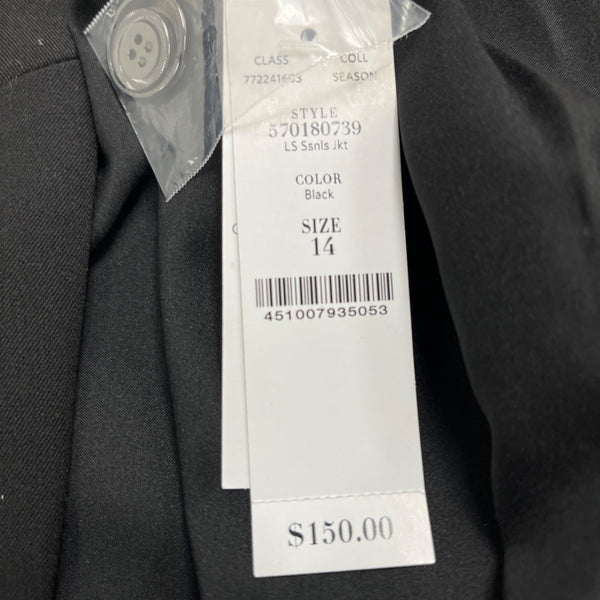 CLASS COLL
772241603 SEASON
STYLE
570180739
LS Ssnls Jkt
COLOR
Black
SIZE
14
451007935053
$150.00